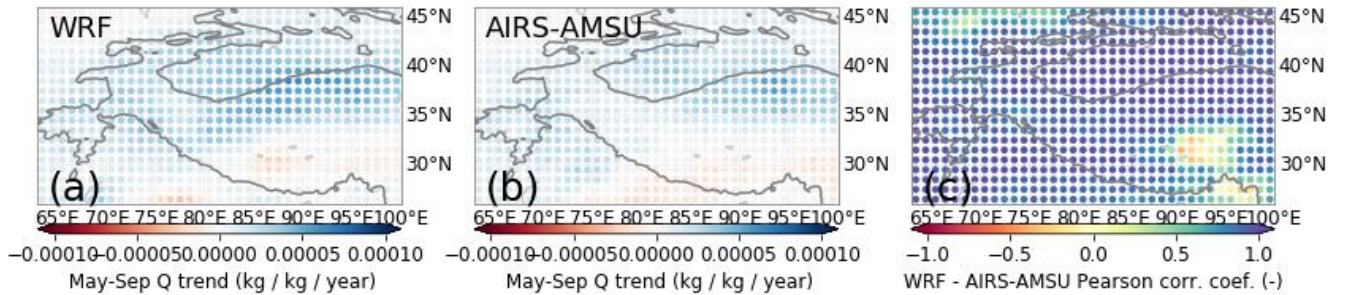 WRF
AIRS-AMSU
45°N
40°N
35°N
30°N
45°N
40°N
35°N
30°N
45°N
40°N
35°N
30°N
(a)
(b)
(c)
65°E 70°E 75°E 80°E 85°E 90°E 95°E 100°E
65°E 70°E 75°E 80°E 85°E 90°E 95°E 100°E
65°E 70°E 75°E 80°E 85°E 90°E 95°E 100°E
−0.00010 −0.00005 0.00000 0.00005 0.00010
−0.00010 −0.00005 0.00000 0.00005 0.00010
−1.0 −0.5 0.0 0.5 1.0
May-Sep Q trend (kg / kg / year)
May-Sep Q trend (kg / kg / year)
WRF - AIRS-AMSU Pearson corr. coef. (-)